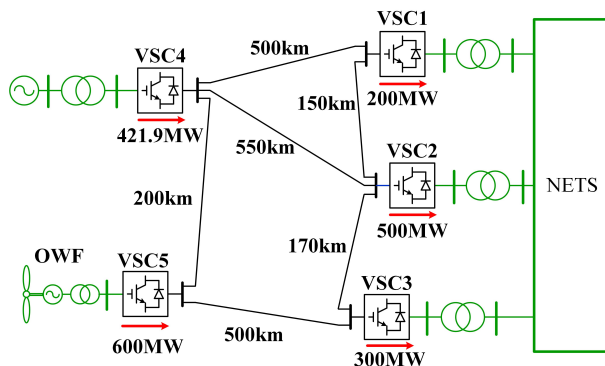 VSC4
500km
VSC1
421.9MW
150km
200MW
550km
VSC2
NETS
200km
500MW
OWF
170km
VSC5
VSC3
600MW
500km
300MW